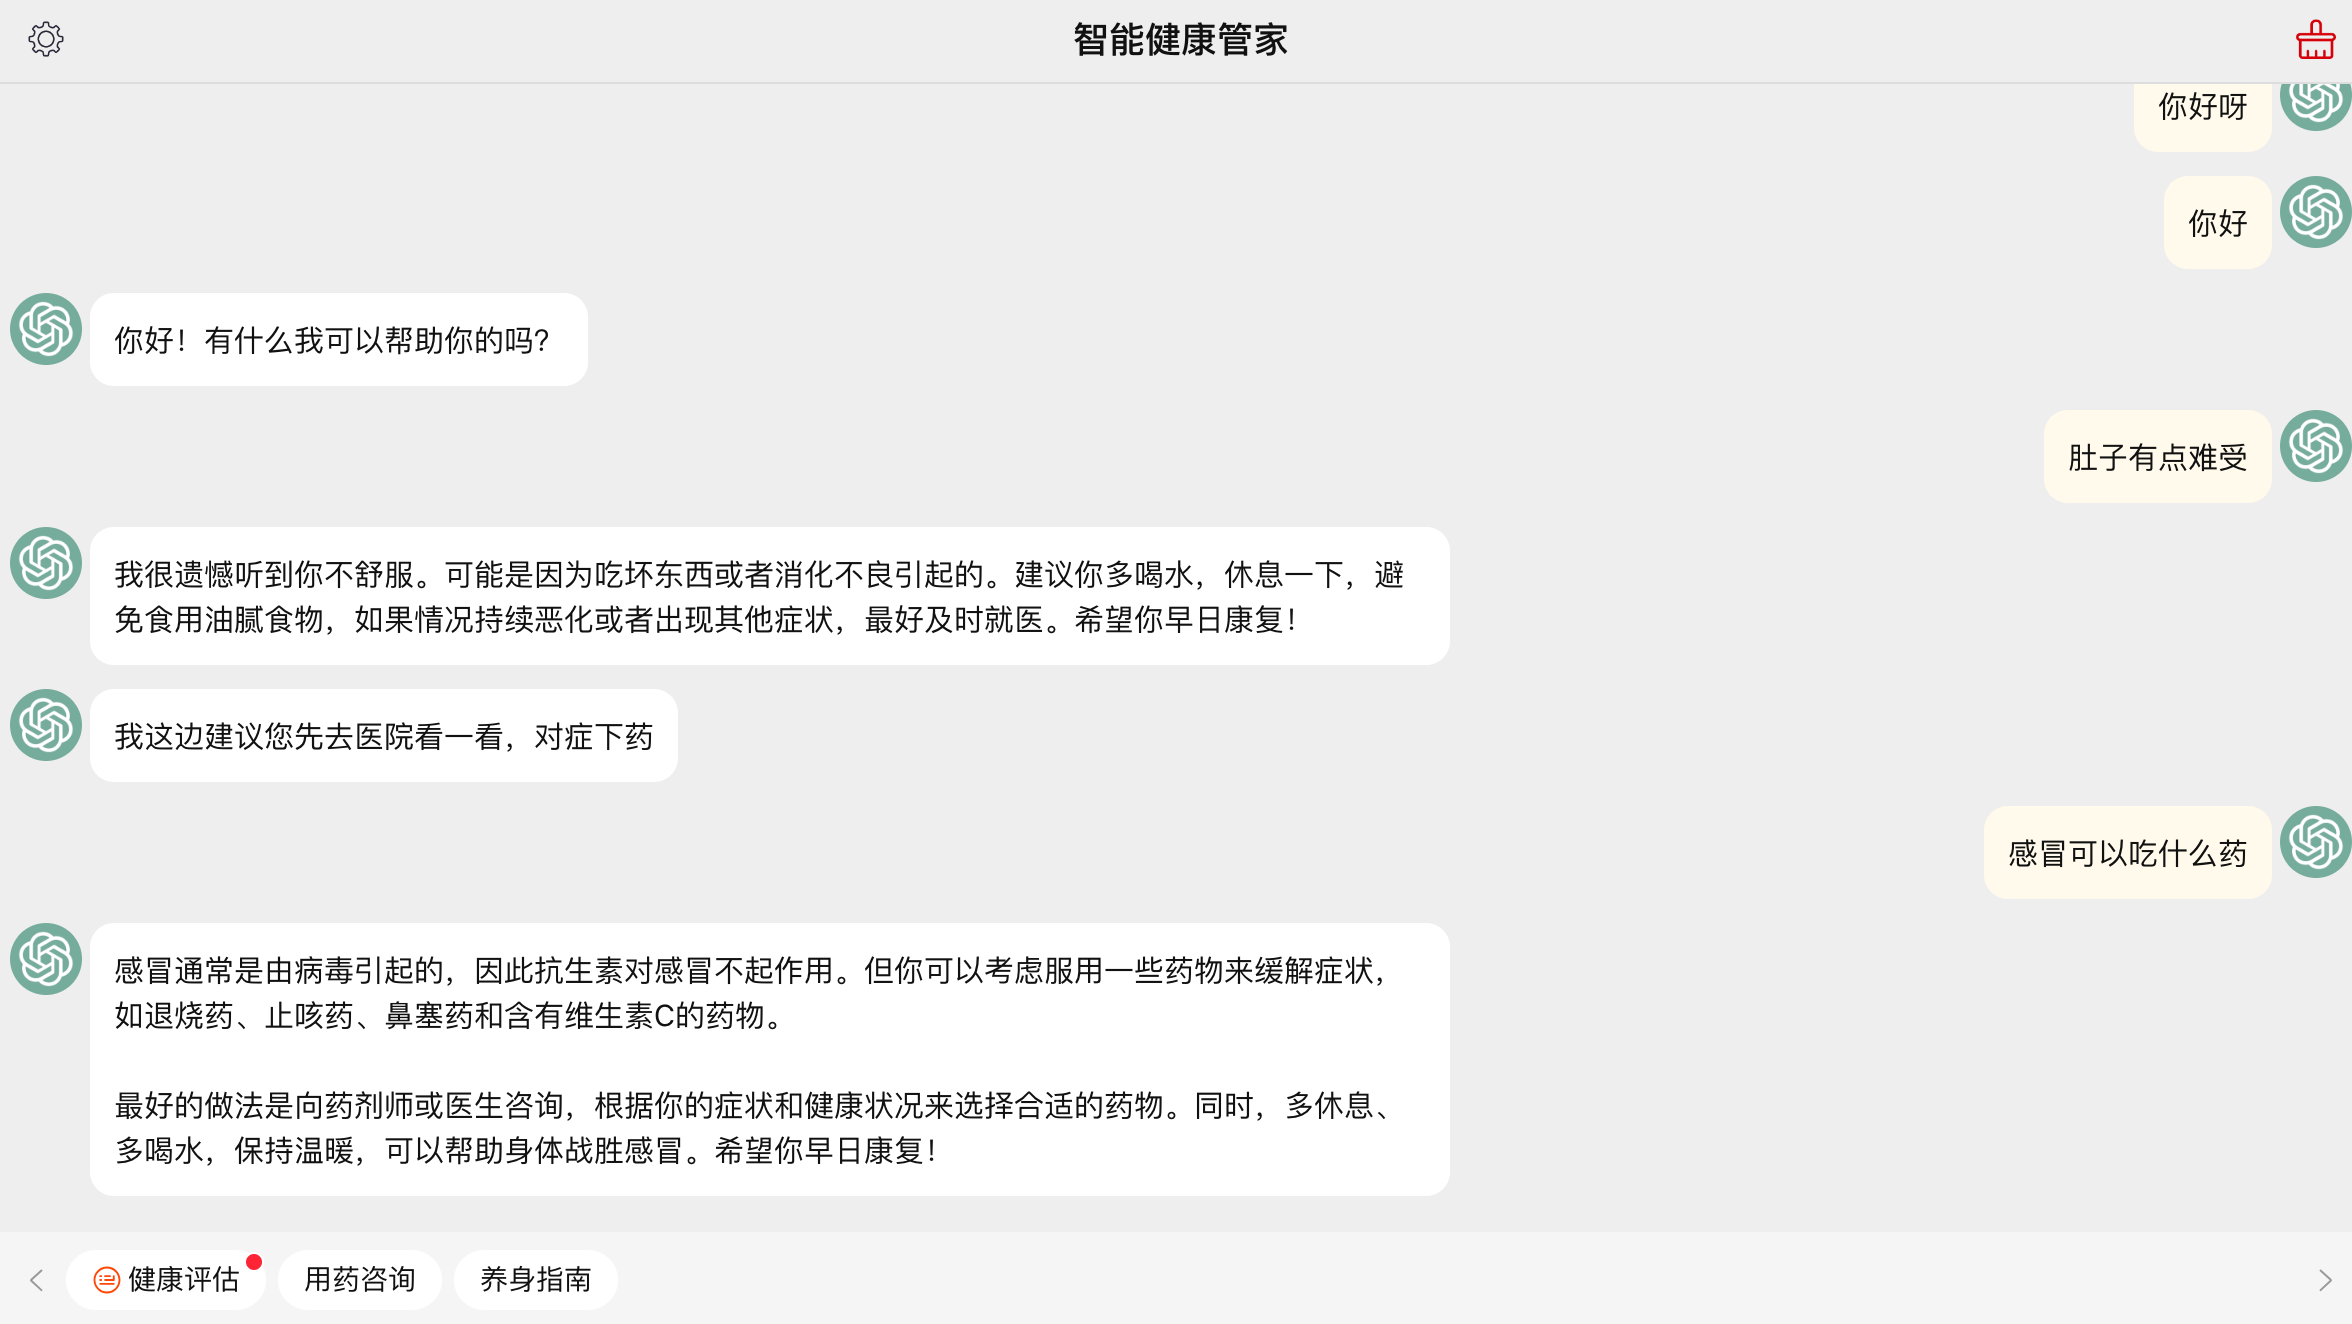 智能健康管家
你好呀
你好
你好！有什么我可以帮助你的吗？
肚子有点难受
我很遗憾听到你不舒服。可能是因为吃坏东西或者消化不良引起的。建议你多喝水，休息一下，避
免食用油腻食物，如果情况持续恶化或者出现其他症状，最好及时就医。希望你早日康复！
我这边建议您先去医院看一看，对症下药
感冒可以吃什么药
感冒通常是由病毒引起的，因此抗生素对感冒不起作用。但你可以考虑服用一些药物来缓解症状，
如退烧药、止咳药、鼻塞药和含有维生素C的药物。
最好的做法是向药剂师或医生咨询，根据你的症状和健康状况来选择合适的药物。同时，多休息、
多喝水，保持温暖，可以帮助身体战胜感冒。希望你早日康复！
健康评估
用药咨询
养身指南